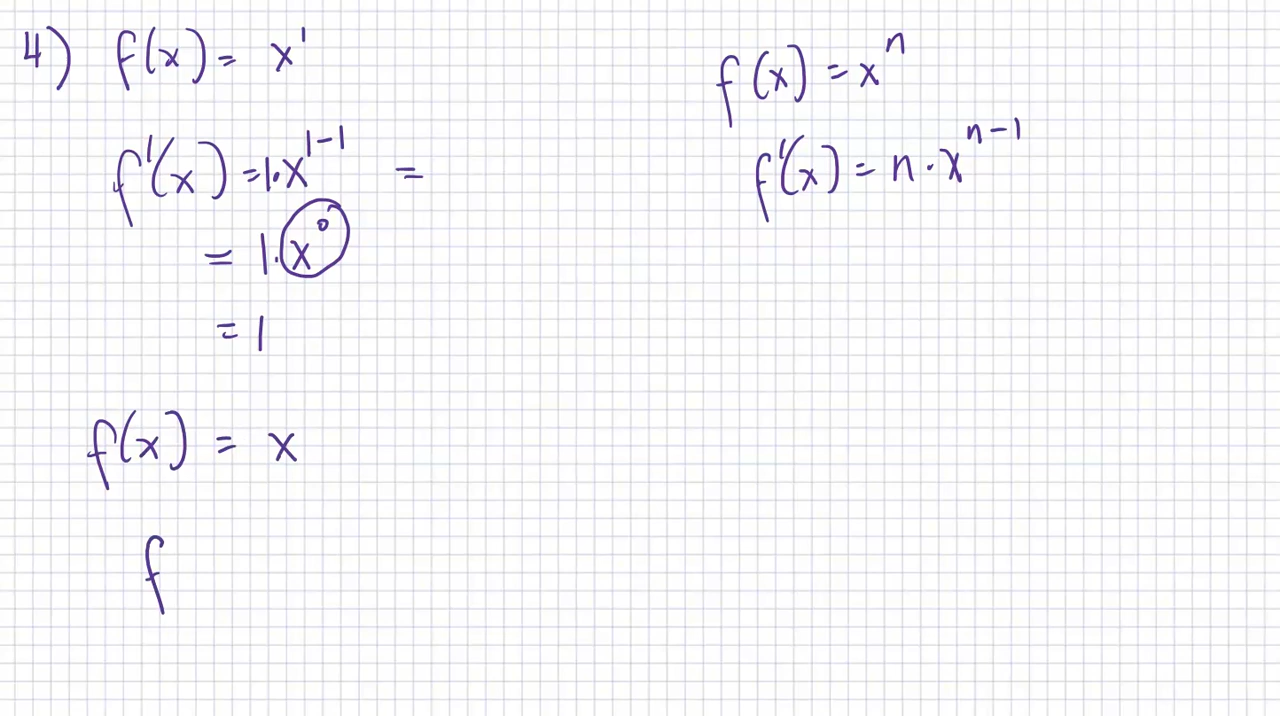 4) f(x) = x¹
f'(x) = 1·x¹⁻¹ =
= 1·x⁰
= 1
f(x) = x
f
f(x) = xⁿ
f'(x) = n·xⁿ⁻¹